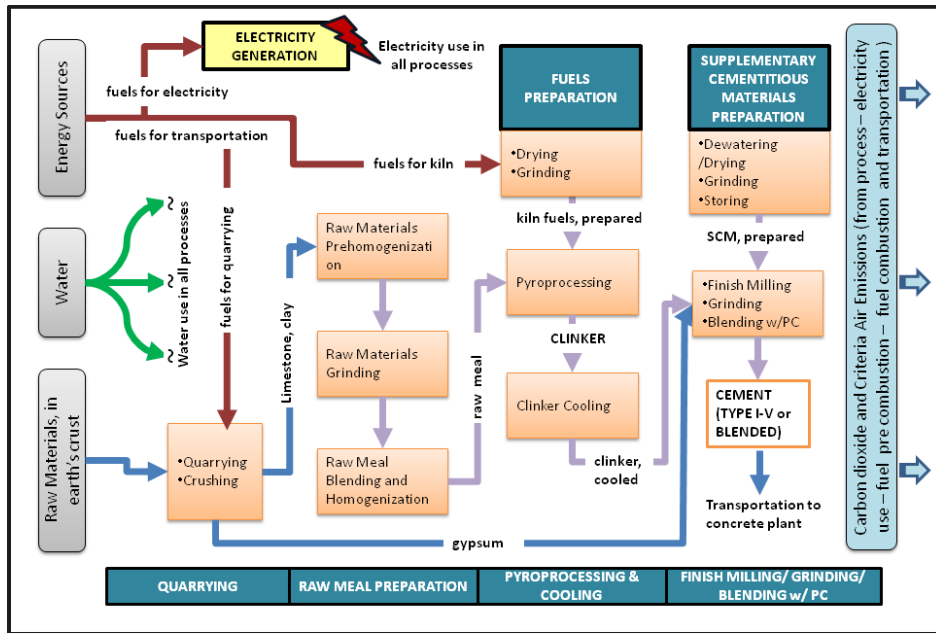 ELECTRICITY
GENERATION
Electricity use in
all processes
FUELS
PREPARATION
SUPPLEMENTARY
CEMENTITIOUS
MATERIALS
PREPARATION
Energy Sources
fuels for electricity
fuels for transportation
fuels for kiln
•Drying
•Grinding
•Dewatering
/Drying
•Grinding
•Storing
kiln fuels, prepared
SCM, prepared
Water
~
~
~
Water use in all processes
fuels for quarrying
Limestone, clay
Raw Materials
Prehomogenizati
on
Raw Materials
Grinding
Raw Meal
Blending and
Homogenization
raw meal
Pyroprocessing
CLINKER
Clinker Cooling
clinker,
cooled
•Finish Milling
•Grinding
•Blending w/PC
CEMENT
(TYPE I-V or
BLENDED)
Transportation to
concrete plant
Raw Materials, in
earth's crust
•Quarrying
•Crushing
gypsum
Carbon dioxide and Criteria Air Emissions (from process – electricity
use – fuel pre combustion – fuel combustion and transportation)
QUARRYING
RAW MEAL PREPARATION
PYROPROCESSING &
COOLING
FINISH MILLING/ GRINDING/
BLENDING w/ PC